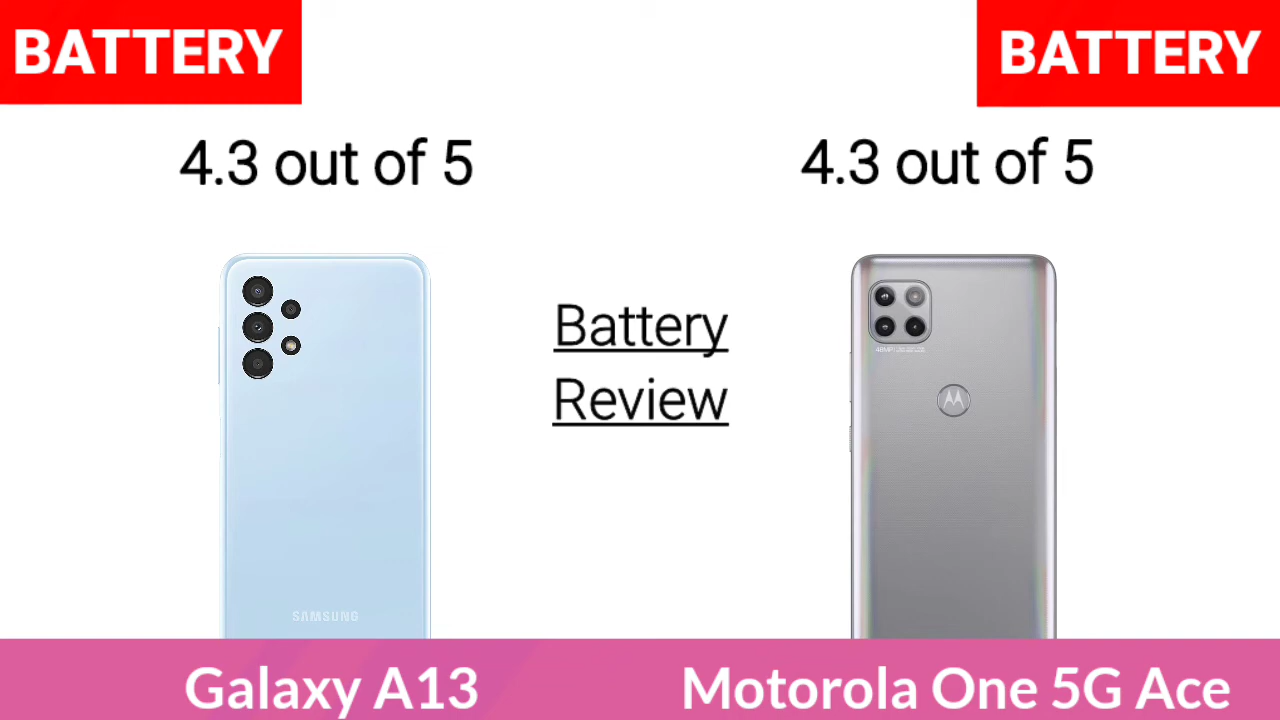 BATTERY
BATTERY
4.3 out of 5
4.3 out of 5
Battery
Review
SAMSUNG
Galaxy A13
Motorola One 5G Ace